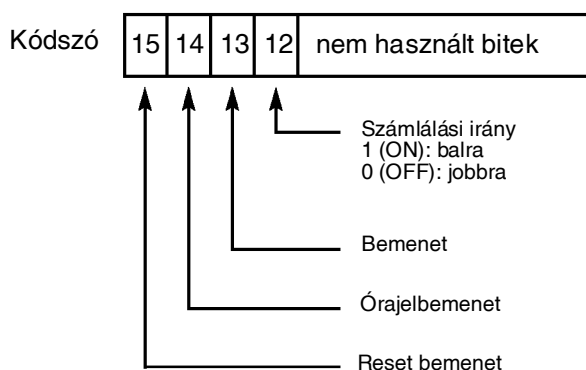 Kódszó 15 14 13 12 nem használt bitek
Számlálási irány
1 (ON): balra
0 (OFF): jobbra
Bemenet
Órajelbemenet
Reset bemenet